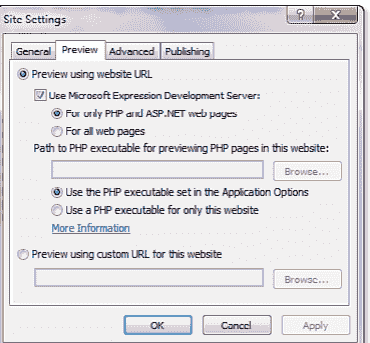 Site Settings
General Preview Advanced Publishing
Preview using website URL
Use Microsoft Expression Development Server:
For only PHP and ASP.NET web pages
For all web pages
Path to PHP executable for previewing PHP pages in this website:
Browse...
Use the PHP executable set in the Application Options
Use a PHP executable for only this website
More Information
Preview using custom URL for this website
Browse...
OK Cancel Apply